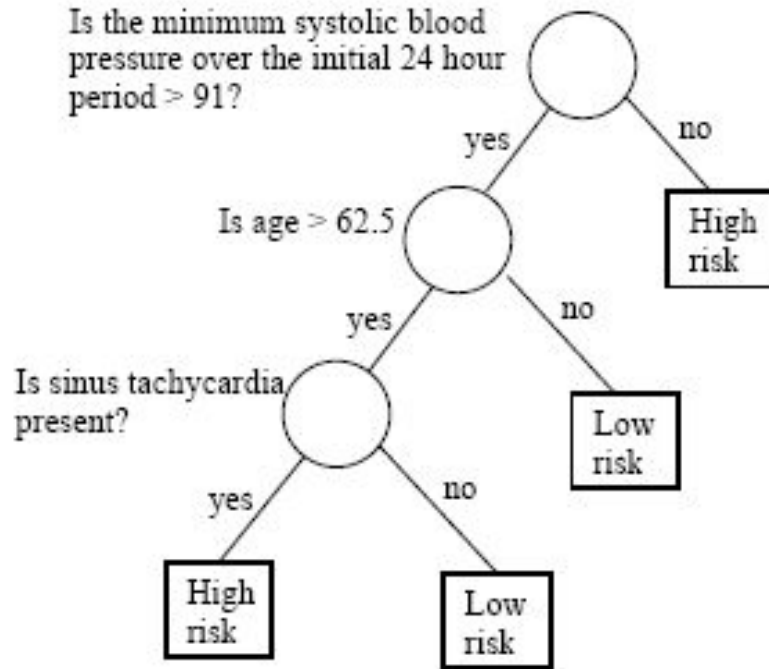 Is the minimum systolic blood
pressure over the initial 24 hour
period > 91?
yes
no
Is age > 62.5
High
risk
yes
no
Is sinus tachycardia
present?
Low
risk
yes
no
High
risk
Low
risk